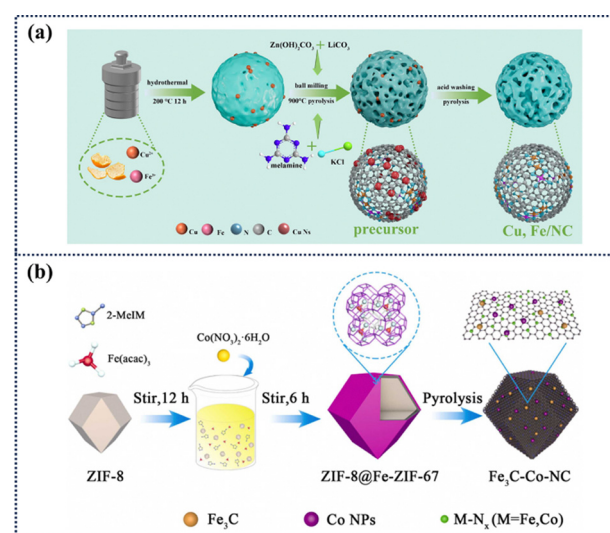 (a)
Zn(OH)2CO3 + LiCO3
hydrothermal
200 °C 12 h
ball milling
900°C pyrolysis
acid washing
pyrolysis
Cu2+
Fe3+
melamine
KCl
Cu Fe N C Cu Ns
precursor
Cu, Fe/NC
(b)
2-MeIM
Fe(acac)3
Co(NO3)2·6H2O
Stir,12 h
Stir,6 h
Pyrolysis
ZIF-8
ZIF-8@Fe-ZIF-67
Fe3C-Co-NC
Fe3C
Co NPs
M-Nx (M=Fe,Co)